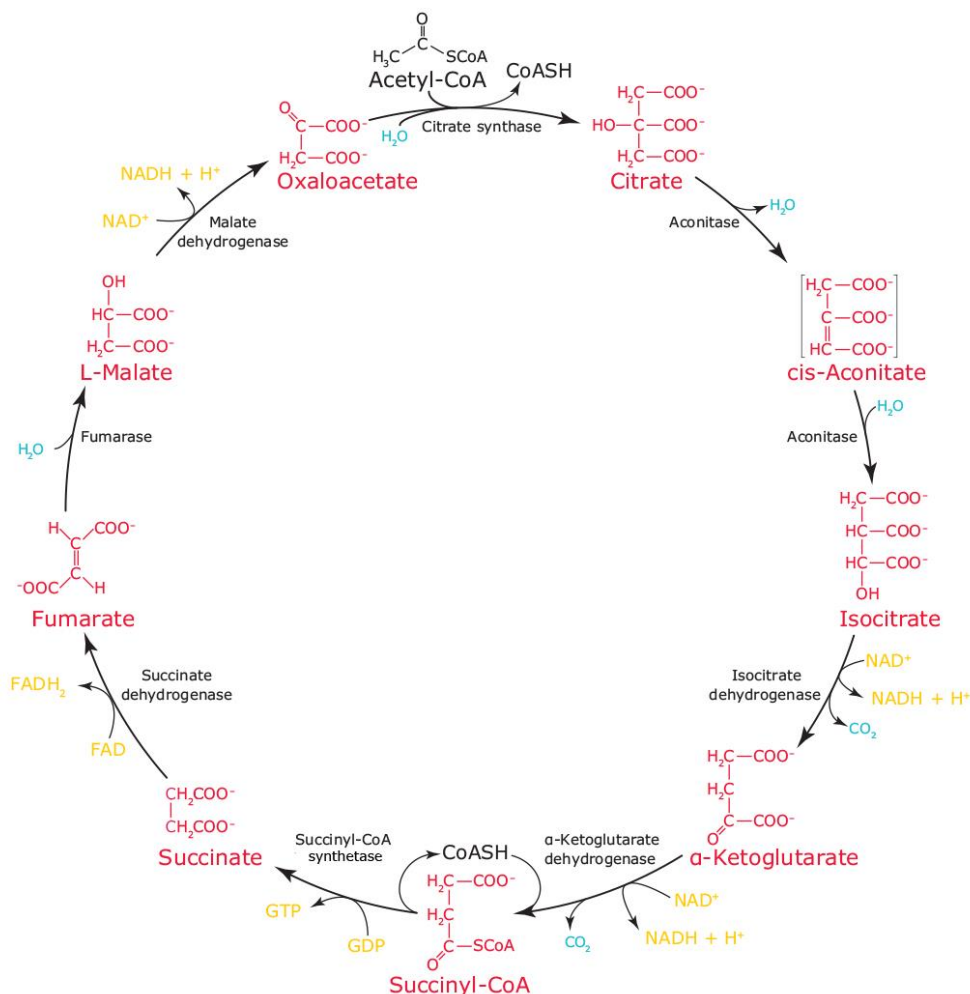 O
H₃C
SCoA
Acetyl-CoA
CoASH
H₂O
Citrate synthase
O
C—COO⁻
H₂C—COO⁻
Oxaloacetate
H₂C—COO⁻
HO—C—COO⁻
H₂C—COO⁻
Citrate
Aconitase
H₂O
H₂C—COO⁻
C—COO⁻
HC—COO⁻
cis-Aconitate
Aconitase
H₂O
H₂C—COO⁻
HC—COO⁻
HC—COO⁻
OH
Isocitrate
Isocitrate
dehydrogenase
NAD⁺
NADH + H⁺
CO₂
H₂C—COO⁻
H₂C
C—COO⁻
O
α-Ketoglutarate
α-Ketoglutarate
dehydrogenase
NAD⁺
NADH + H⁺
CO₂
CoASH
H₂C—COO⁻
H₂C
C—SCoA
O
Succinyl-CoA
Succinyl-CoA
synthetase
GTP
GDP
CH₂COO⁻
CH₂COO⁻
Succinate
Succinate
dehydrogenase
FADH₂
FAD
H COO⁻
C
C
⁻OOC H
Fumarate
Fumarase
H₂O
OH
HC—COO⁻
H₂C—COO⁻
L-Malate
Malate
dehydrogenase
NAD⁺
NADH + H⁺